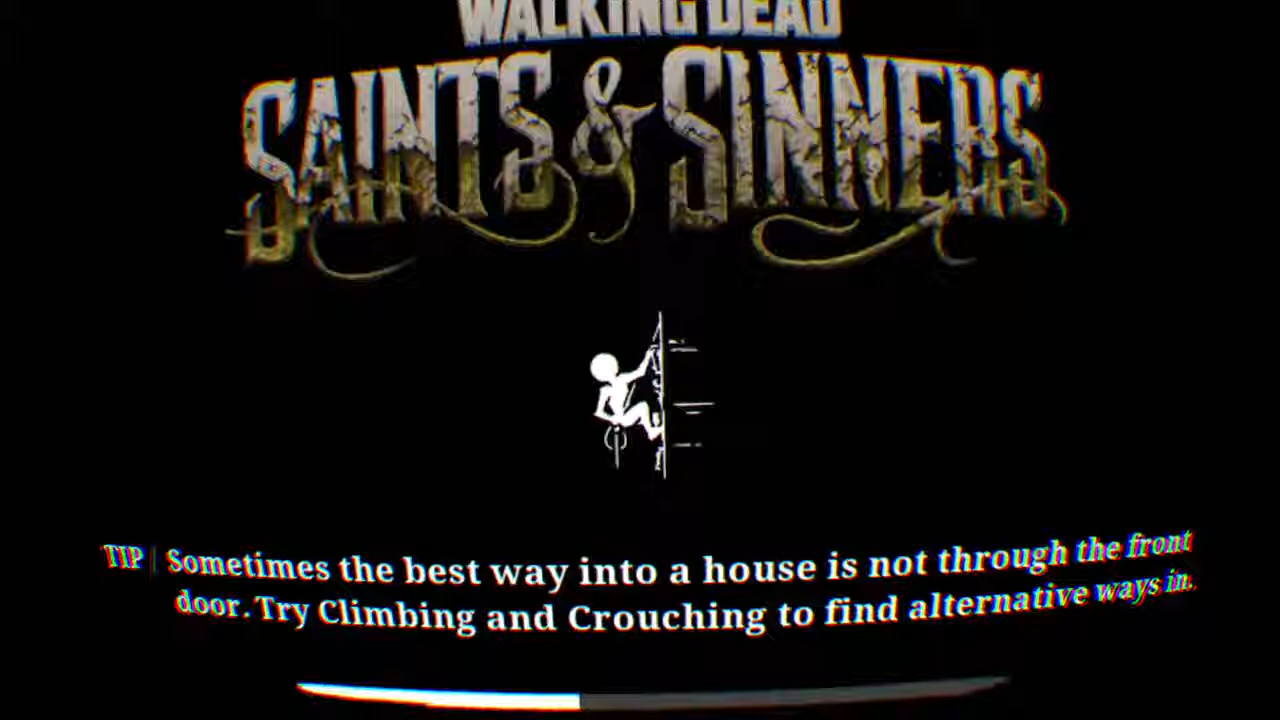 WALKING DEAD
SAINTS & SINNERS
TIP | Sometimes the best way into a house is not through the front
door. Try Climbing and Crouching to find alternative ways in.